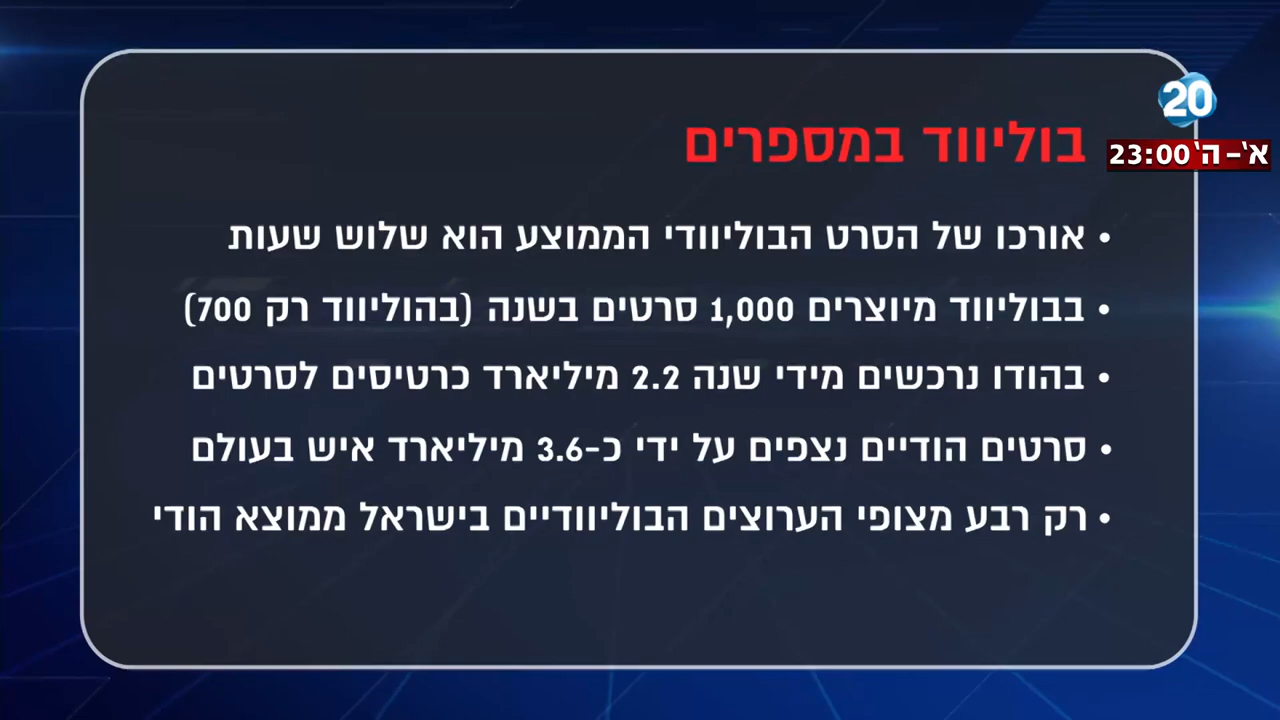 20
א'-ה' 23:00
בוליווד במספרים
• אורכו של הסרט הבוליוודי הממוצע הוא שלוש שעות
• בבוליווד מיוצרים 1,000 סרטים בשנה (בהוליווד רק 700)
• בהודו נרכשים מידי שנה 2.2 מיליארד כרטיסים לסרטים
• סרטים הודיים נצפים על ידי כ-3.6 מיליארד איש בעולם
• רק רבע מצופי הערוצים הבוליוודיים בישראל ממוצא הודי